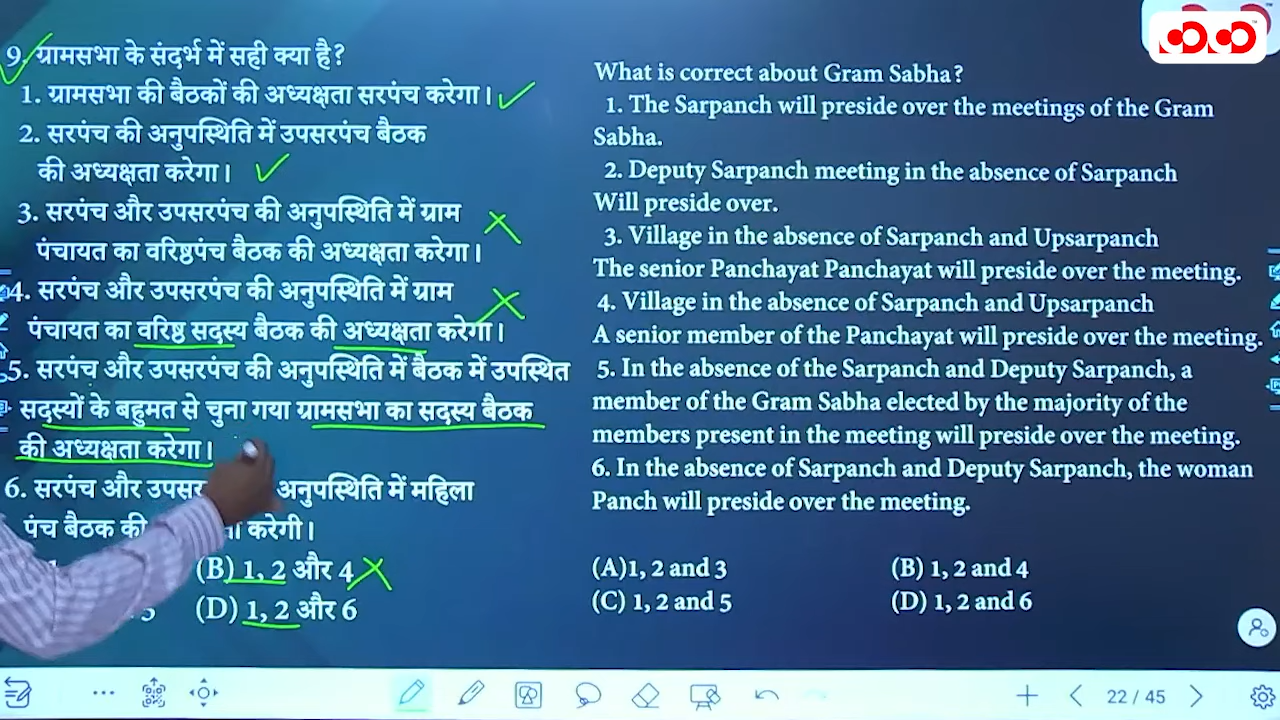 9. ग्रामसभा के संदर्भ में सही क्या है?
1. ग्रामसभा की बैठकों की अध्यक्षता सरपंच करेगा।
2. सरपंच की अनुपस्थिति में उपसरपंच बैठक
की अध्यक्षता करेगा।
3. सरपंच और उपसरपंच की अनुपस्थिति में ग्राम
पंचायत का वरिष्ठपंच बैठक की अध्यक्षता करेगा।
4. सरपंच और उपसरपंच की अनुपस्थिति में ग्राम
पंचायत का वरिष्ठ सदस्य बैठक की अध्यक्षता करेगा।
5. सरपंच और उपसरपंच की अनुपस्थिति में बैठक में उपस्थित
सदस्यों के बहुमत से चुना गया ग्रामसभा का सदस्य बैठक
की अध्यक्षता करेगा।
6. सरपंच और अनुपस्थिति में महिला
पंच बैठक की करेगी।
(B) 1, 2 और 4
5 (D) 1, 2 और 6
What is correct about Gram Sabha?
1. The Sarpanch will preside over the meetings of the Gram
Sabha.
2. Deputy Sarpanch meeting in the absence of Sarpanch
Will preside over.
3. Village in the absence of Sarpanch and Upsarpanch
The senior Panchayat Panchayat will preside over the meeting.
4. Village in the absence of Sarpanch and Upsarpanch
A senior member of the Panchayat will preside over the meeting.
5. In the absence of the Sarpanch and Deputy Sarpanch, a
member of the Gram Sabha elected by the majority of the
members present in the meeting will preside over the meeting.
6. In the absence of Sarpanch and Deputy Sarpanch, the woman
Panch will preside over the meeting.
(A)1, 2 and 3 (B) 1, 2 and 4
(C) 1, 2 and 5 (D) 1, 2 and 6
22 / 45